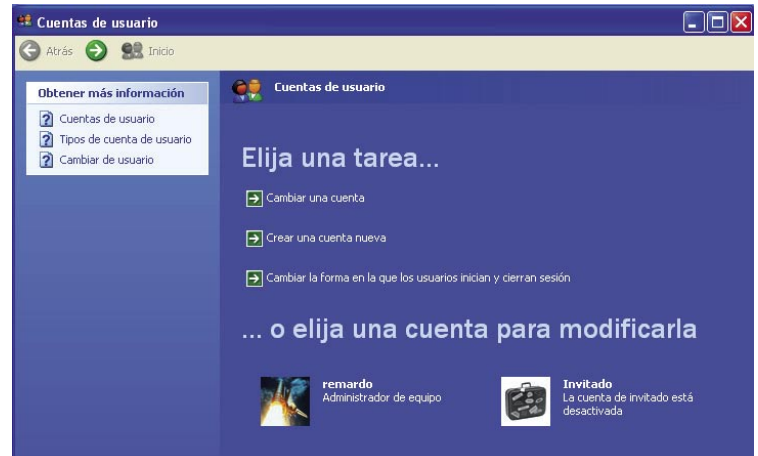 Cuentas de usuario
Atrás
Inicio
Obtener más información
Cuentas de usuario
Tipos de cuenta de usuario
Cambiar de usuario
Cuentas de usuario
Elija una tarea...
Cambiar una cuenta
Crear una cuenta nueva
Cambiar la forma en la que los usuarios inician y cierran sesión
... o elija una cuenta para modificarla
remardo
Administrador de equipo
Invitado
La cuenta de invitado está
desactivada